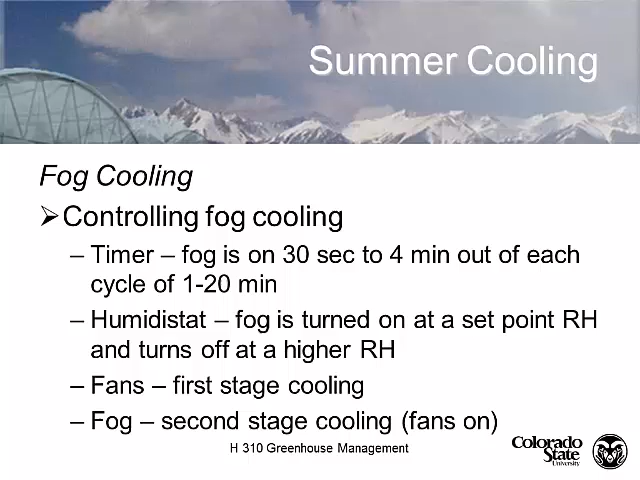 Summer Cooling
Fog Cooling
➢Controlling fog cooling
– Timer – fog is on 30 sec to 4 min out of each
cycle of 1-20 min
– Humidistat – fog is turned on at a set point RH
and turns off at a higher RH
– Fans – first stage cooling
– Fog – second stage cooling (fans on)
H 310 Greenhouse Management
Colorado
State
University